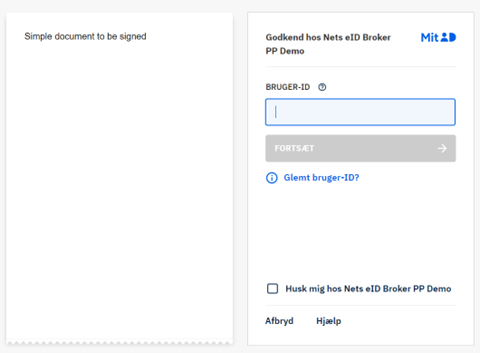 Simple document to be signed
Godkend hos Nets eID Broker
PP Demo
Mit D
BRUGER-ID
FORTSÆT
Glemt bruger-ID?
Husk mig hos Nets eID Broker PP Demo
Afbryd Hjælp